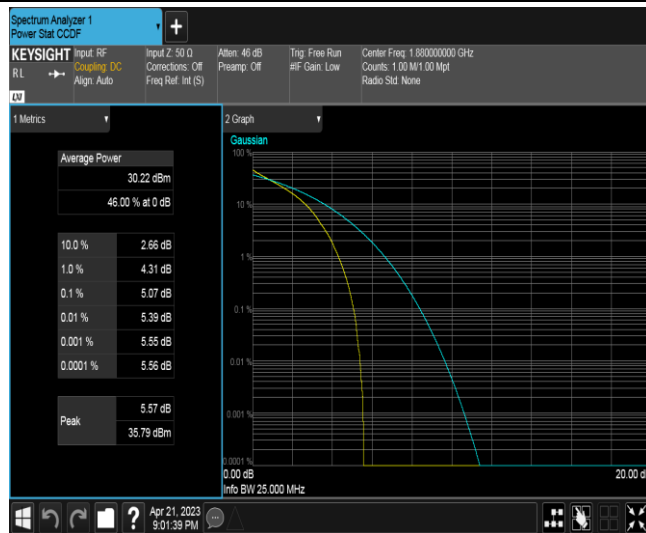 Spectrum Analyzer 1
Power Stat CCDF
+
KEYSIGHT
RL
Input: RF
Coupling: DC
Align: Auto
Input Z: 50 Ω
Corrections: Off
Freq Ref: Int (S)
Atten: 46 dB
Preamp: Off
Trig: Free Run
#IF Gain: Low
Center Freq: 1.880000000 GHz
Counts: 1.00 M/1.00 Mpt
Radio Std: None
1 Metrics
Average Power
30.22 dBm
46.00 % at 0 dB
10.0 % 2.66 dB
1.0 % 4.31 dB
0.1 % 5.07 dB
0.01 % 5.39 dB
0.001 % 5.55 dB
0.0001 % 5.56 dB
Peak
5.57 dB
35.79 dBm
2 Graph
Gaussian
100 %
10 %
1 %
0.1 %
0.01 %
0.001 %
0.0001 %
0.00 dB
20.00 d
Info BW 25.000 MHz
?
Apr 21, 2023
9:01:39 PM